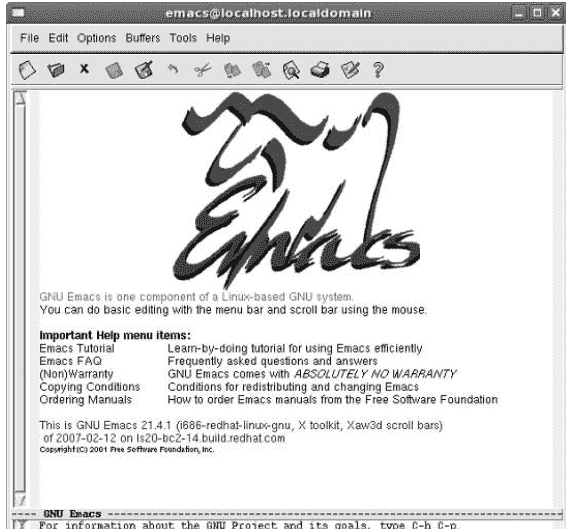 emacs@localhost.localdomain
File Edit Options Buffers Tools Help
Emacs
GNU Emacs is one component of a Linux-based GNU system.
You can do basic editing with the menu bar and scroll bar using the mouse.
Important Help menu items:
Emacs Tutorial Learn-by-doing tutorial for using Emacs efficiently
Emacs FAQ Frequently asked questions and answers
(Non)Warranty GNU Emacs comes with ABSOLUTELY NO WARRANTY
Copying Conditions Conditions for redistributing and changing Emacs
Ordering Manuals How to order Emacs manuals from the Free Software Foundation
This is GNU Emacs 21.4.1 (i686-redhat-linux-gnu, X toolkit, Xaw3d scroll bars)
of 2007-02-12 on ls20-bc2-14.build.redhat.com
Copyright (C) 2001 Free Software Foundation, Inc.
GNU Emacs
For information about the GNU Project and its goals, type C-h C-p.